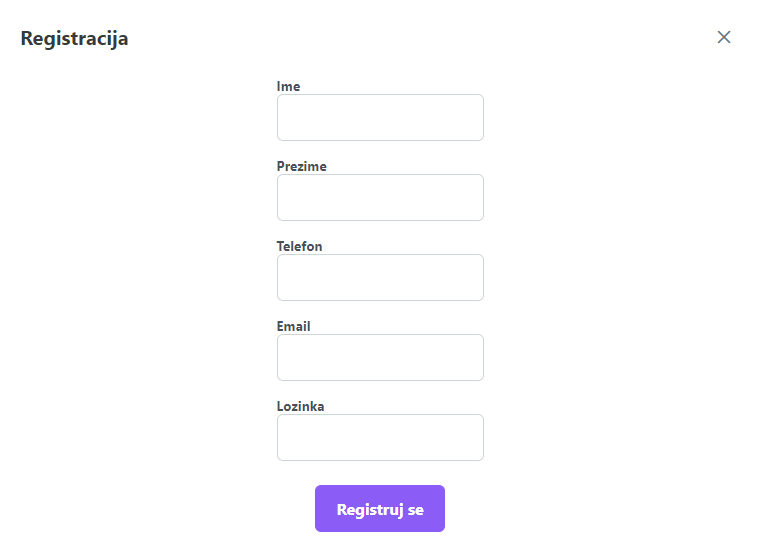 Registracija
Ime
Prezime
Telefon
Email
Lozinka
Registruj se